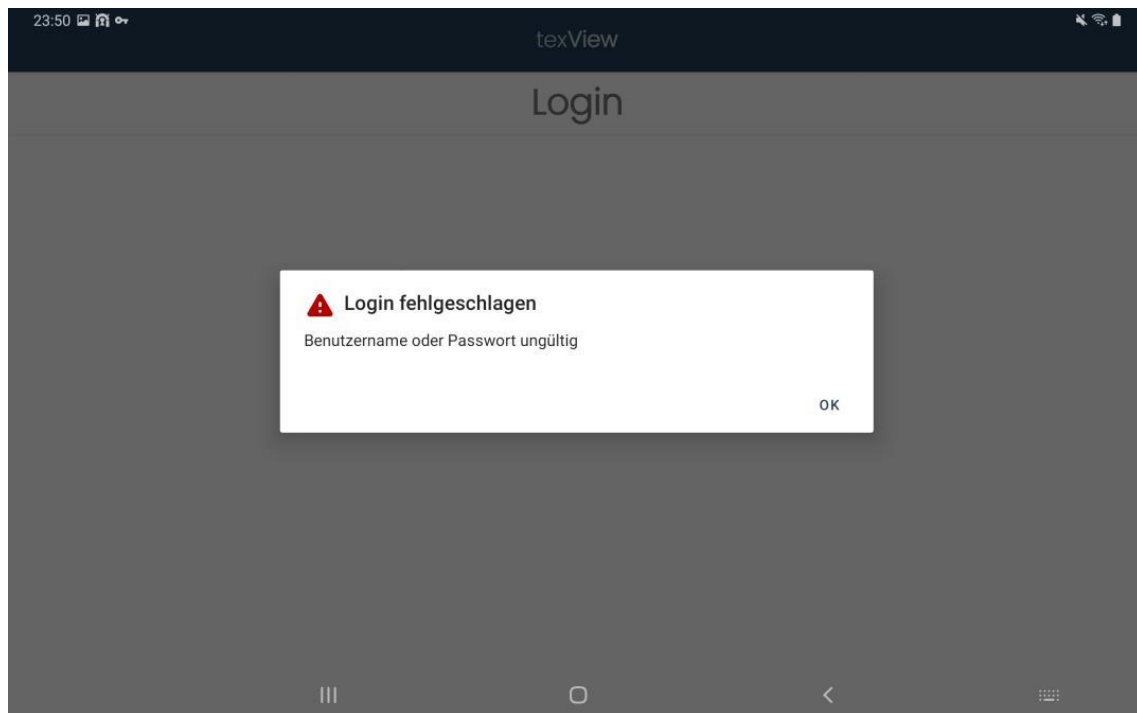 23:50
texView
Login
Login fehlgeschlagen
Benutzername oder Passwort ungültig
OK